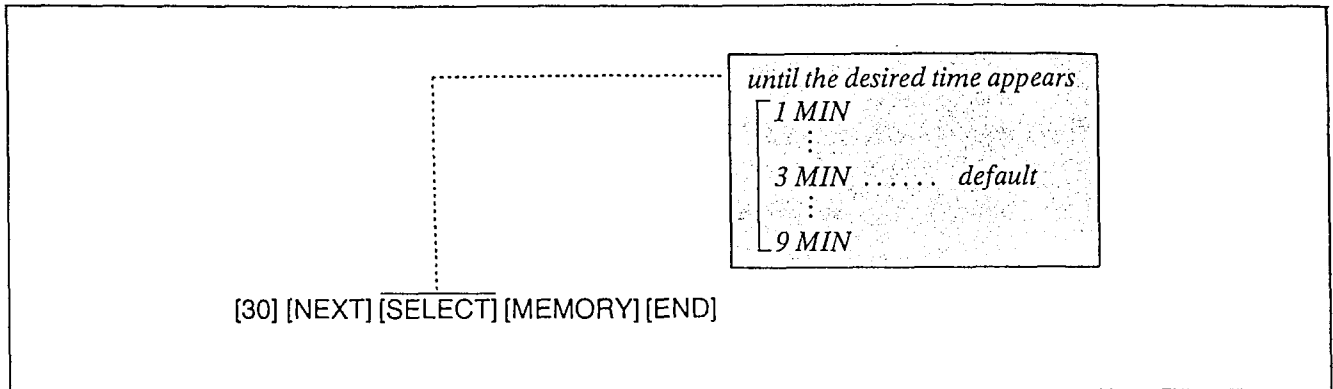 until the desired time appears
1 MIN
⋮
3 MIN ...... default
⋮
9 MIN
[30] [NEXT] [SELECT] [MEMORY] [END]